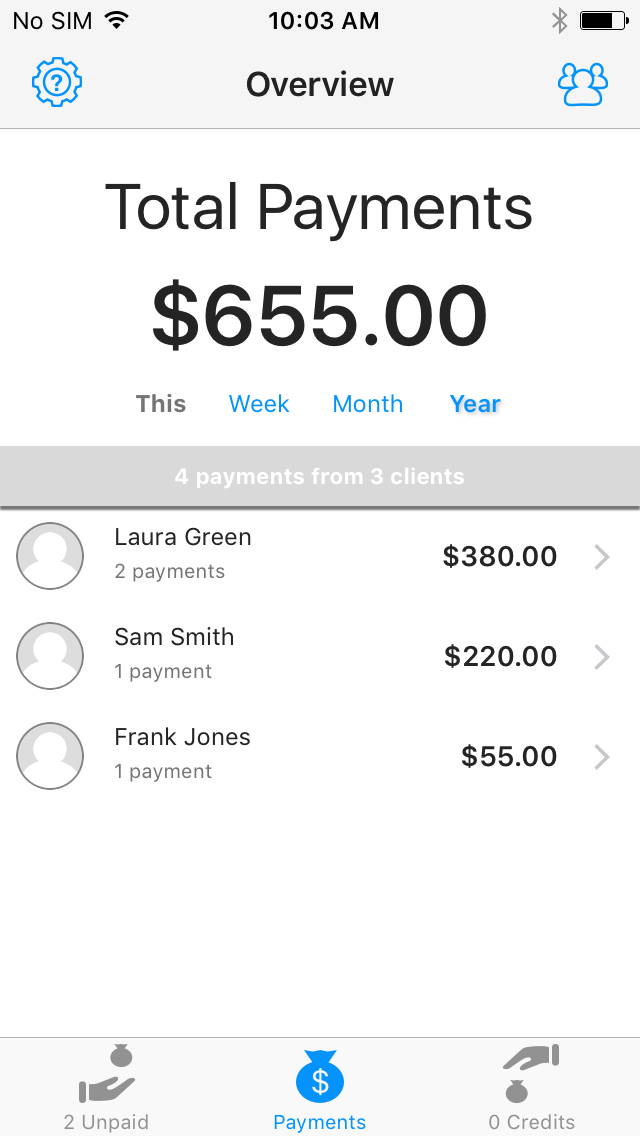 No SIM 10:03 AM
Overview
Total Payments
$655.00
This Week Month Year
4 payments from 3 clients
Laura Green
2 payments
$380.00
Sam Smith
1 payment
$220.00
Frank Jones
1 payment
$55.00
2 Unpaid Payments 0 Credits